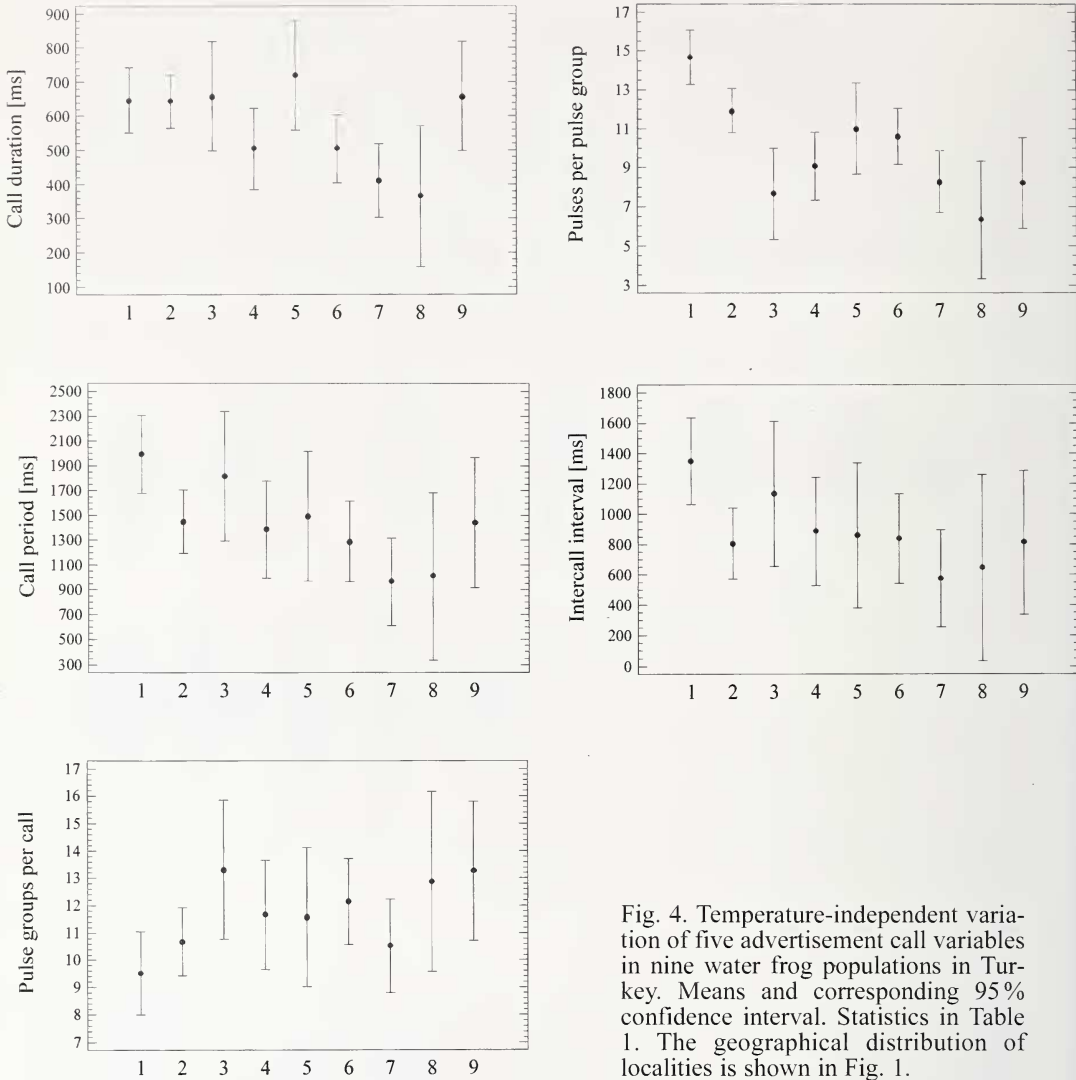 Call duration [ms]
900
800
700
600
500
400
300
200
100
1 2 3 4 5 6 7 8 9
Pulses per pulse group
17
15
13
11
9
7
5
3
1 2 3 4 5 6 7 8 9
Call period [ms]
2500
2300
2100
1900
1700
1500
1300
1100
900
700
500
300
1 2 3 4 5 6 7 8 9
Intercall interval [ms]
1800
1600
1400
1200
1000
800
600
400
200
0
1 2 3 4 5 6 7 8 9
Pulse groups per call
17
16
15
14
13
12
11
10
9
8
7
1 2 3 4 5 6 7 8 9
Fig. 4. Temperature-independent varia-
tion of five advertisement call variables
in nine water frog populations in Tur-
key. Means and corresponding 95%
confidence interval. Statistics in Table
1. The geographical distribution of
localities is shown in Fig. 1.